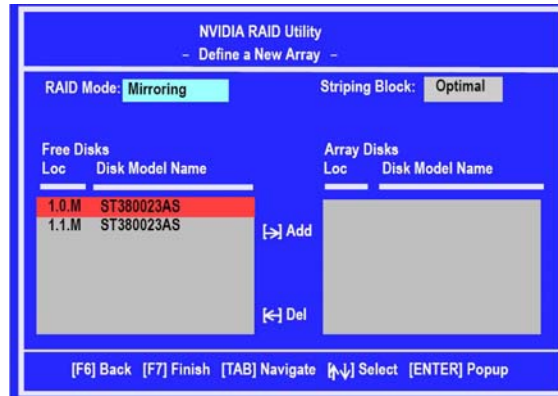 NVIDIA RAID Utility
– Define a New Array –
RAID Mode: Mirroring
Striping Block: Optimal
Free Disks
Loc Disk Model Name
1.0.M ST380023AS
1.1.M ST380023AS
[→] Add
[←] Del
Array Disks
Loc Disk Model Name
[F6] Back [F7] Finish [TAB] Navigate [↑↓] Select [ENTER] Popup